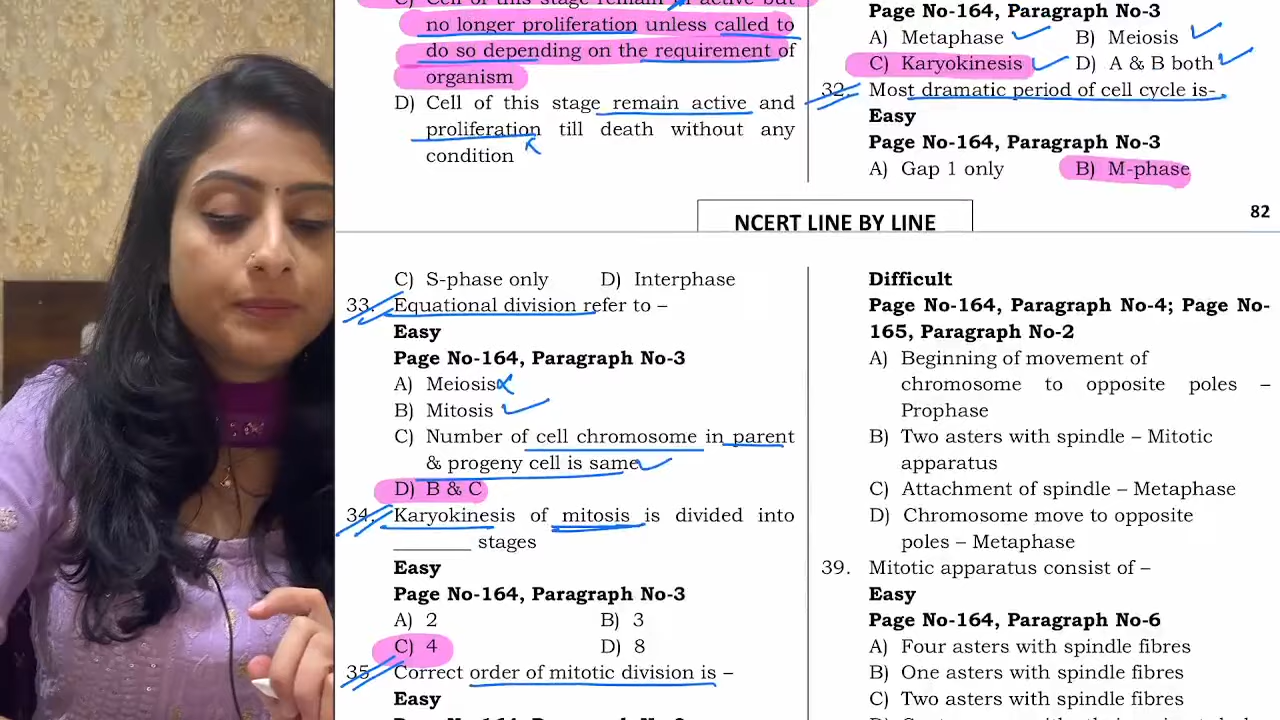 C) Cell of this stage remain in active but
no longer proliferation unless called to
do so depending on the requirement of
organism
D) Cell of this stage remain active and
proliferation till death without any
condition
Page No-164, Paragraph No-3
A) Metaphase B) Meiosis
C) Karyokinesis D) A & B both
32. Most dramatic period of cell cycle is-
Easy
Page No-164, Paragraph No-3
A) Gap 1 only B) M-phase
82
NCERT LINE BY LINE
C) S-phase only D) Interphase
33. Equational division refer to –
Easy
Page No-164, Paragraph No-3
A) Meiosis
B) Mitosis
C) Number of cell chromosome in parent
& progeny cell is same
D) B & C
34. Karyokinesis of mitosis is divided into
________ stages
Easy
Page No-164, Paragraph No-3
A) 2 B) 3
C) 4 D) 8
35. Correct order of mitotic division is –
Easy
Difficult
Page No-164, Paragraph No-4; Page No-
165, Paragraph No-2
A) Beginning of movement of
chromosome to opposite poles –
Prophase
B) Two asters with spindle – Mitotic
apparatus
C) Attachment of spindle – Metaphase
D) Chromosome move to opposite
poles – Metaphase
39. Mitotic apparatus consist of –
Easy
Page No-164, Paragraph No-6
A) Four asters with spindle fibres
B) One asters with spindle fibres
C) Two asters with spindle fibres